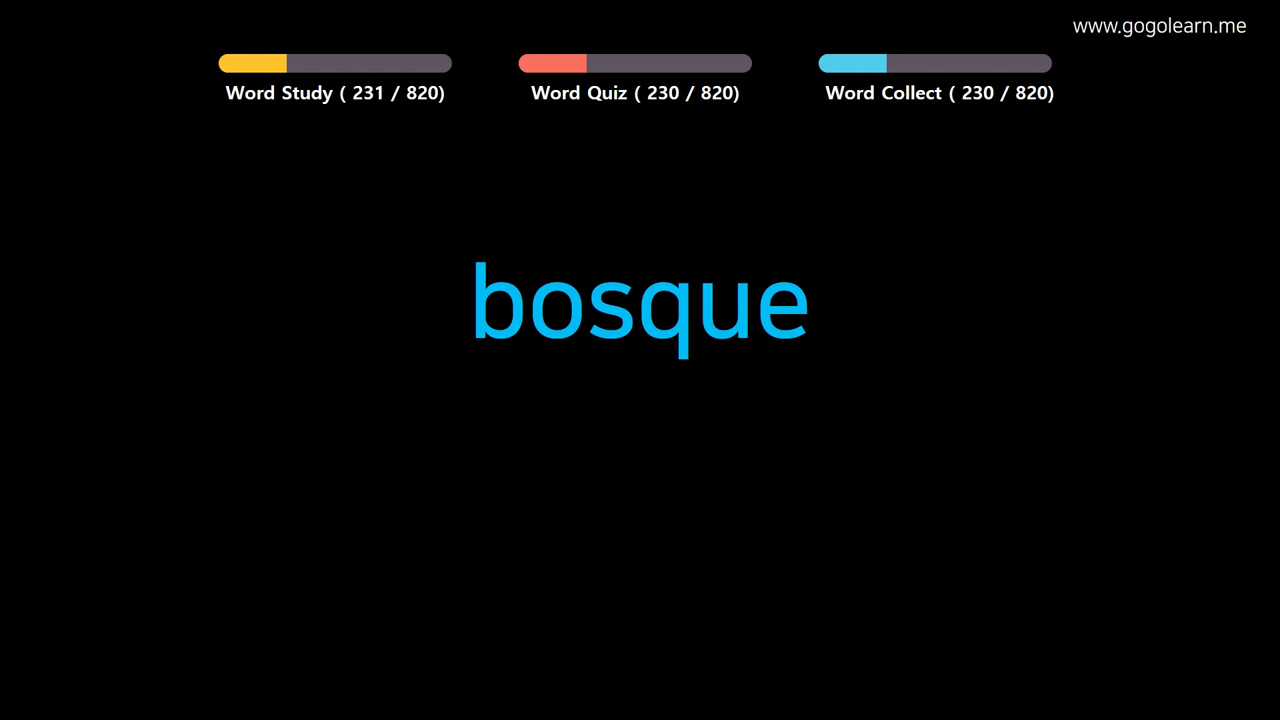 www.gogolearn.me
Word Study ( 231 / 820)
Word Quiz ( 230 / 820)
Word Collect ( 230 / 820)
bosque